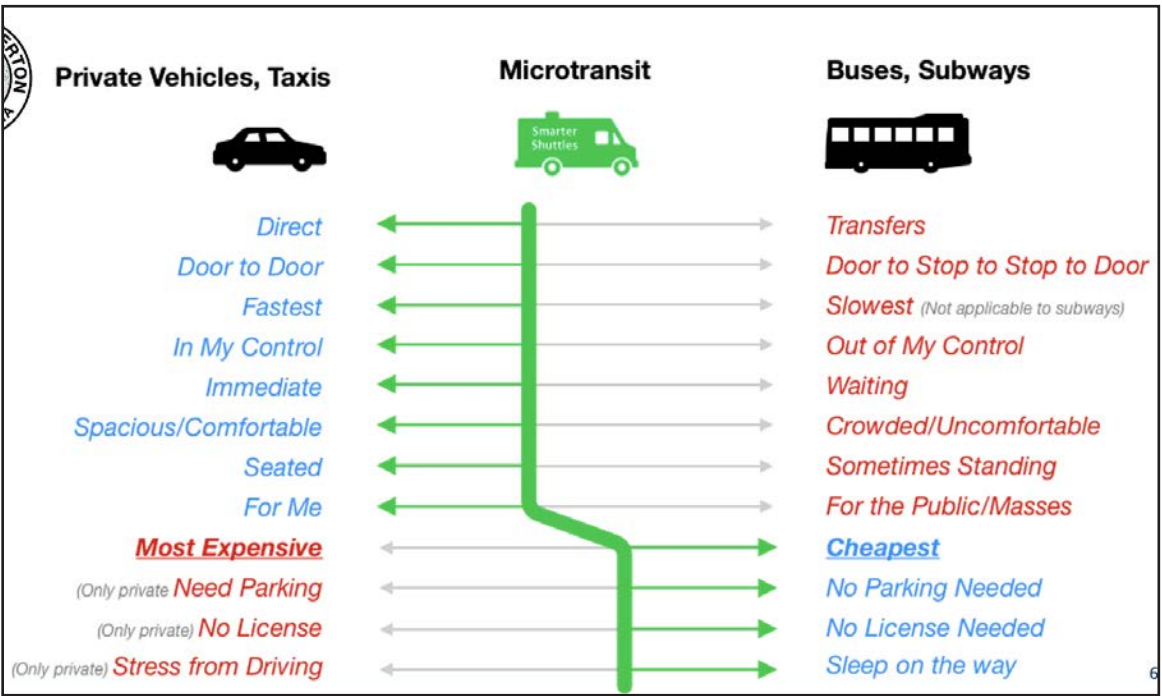 ERTON
Private Vehicles, Taxis
Microtransit
Buses, Subways
Smarter
Shuttles
Direct
Transfers
Door to Door
Door to Stop to Stop to Door
Fastest
Slowest (Not applicable to subways)
In My Control
Out of My Control
Immediate
Waiting
Spacious/Comfortable
Crowded/Uncomfortable
Seated
Sometimes Standing
For Me
For the Public/Masses
Most Expensive
Cheapest
(Only private Need Parking
No Parking Needed
(Only private) No License
No License Needed
(Only private) Stress from Driving
Sleep on the way
6